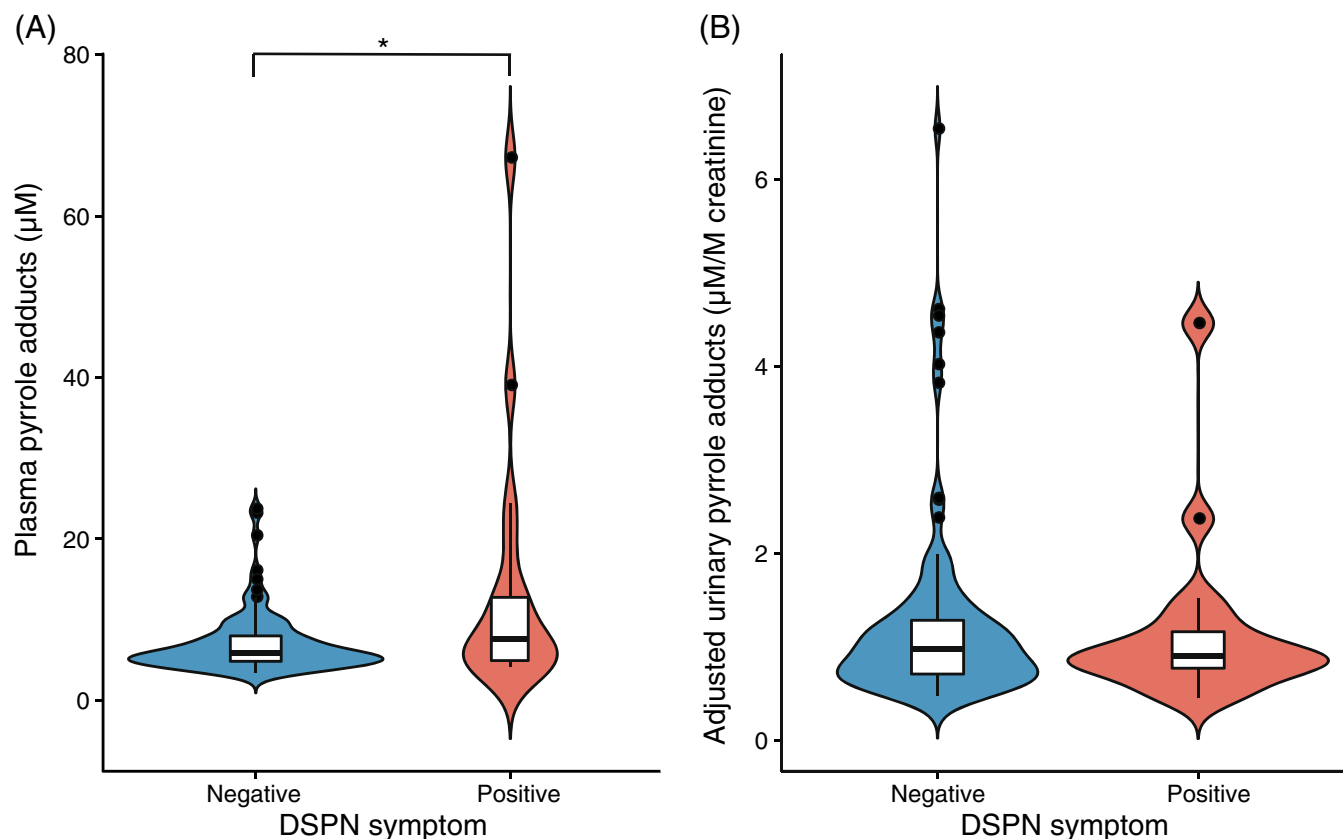 (A)
*
Plasma pyrrole adducts (µM)
80
60
40
20
0
Negative
Positive
DSPN symptom
(B)
Adjusted urinary pyrrole adducts (µM/M creatinine)
6
4
2
0
Negative
Positive
DSPN symptom